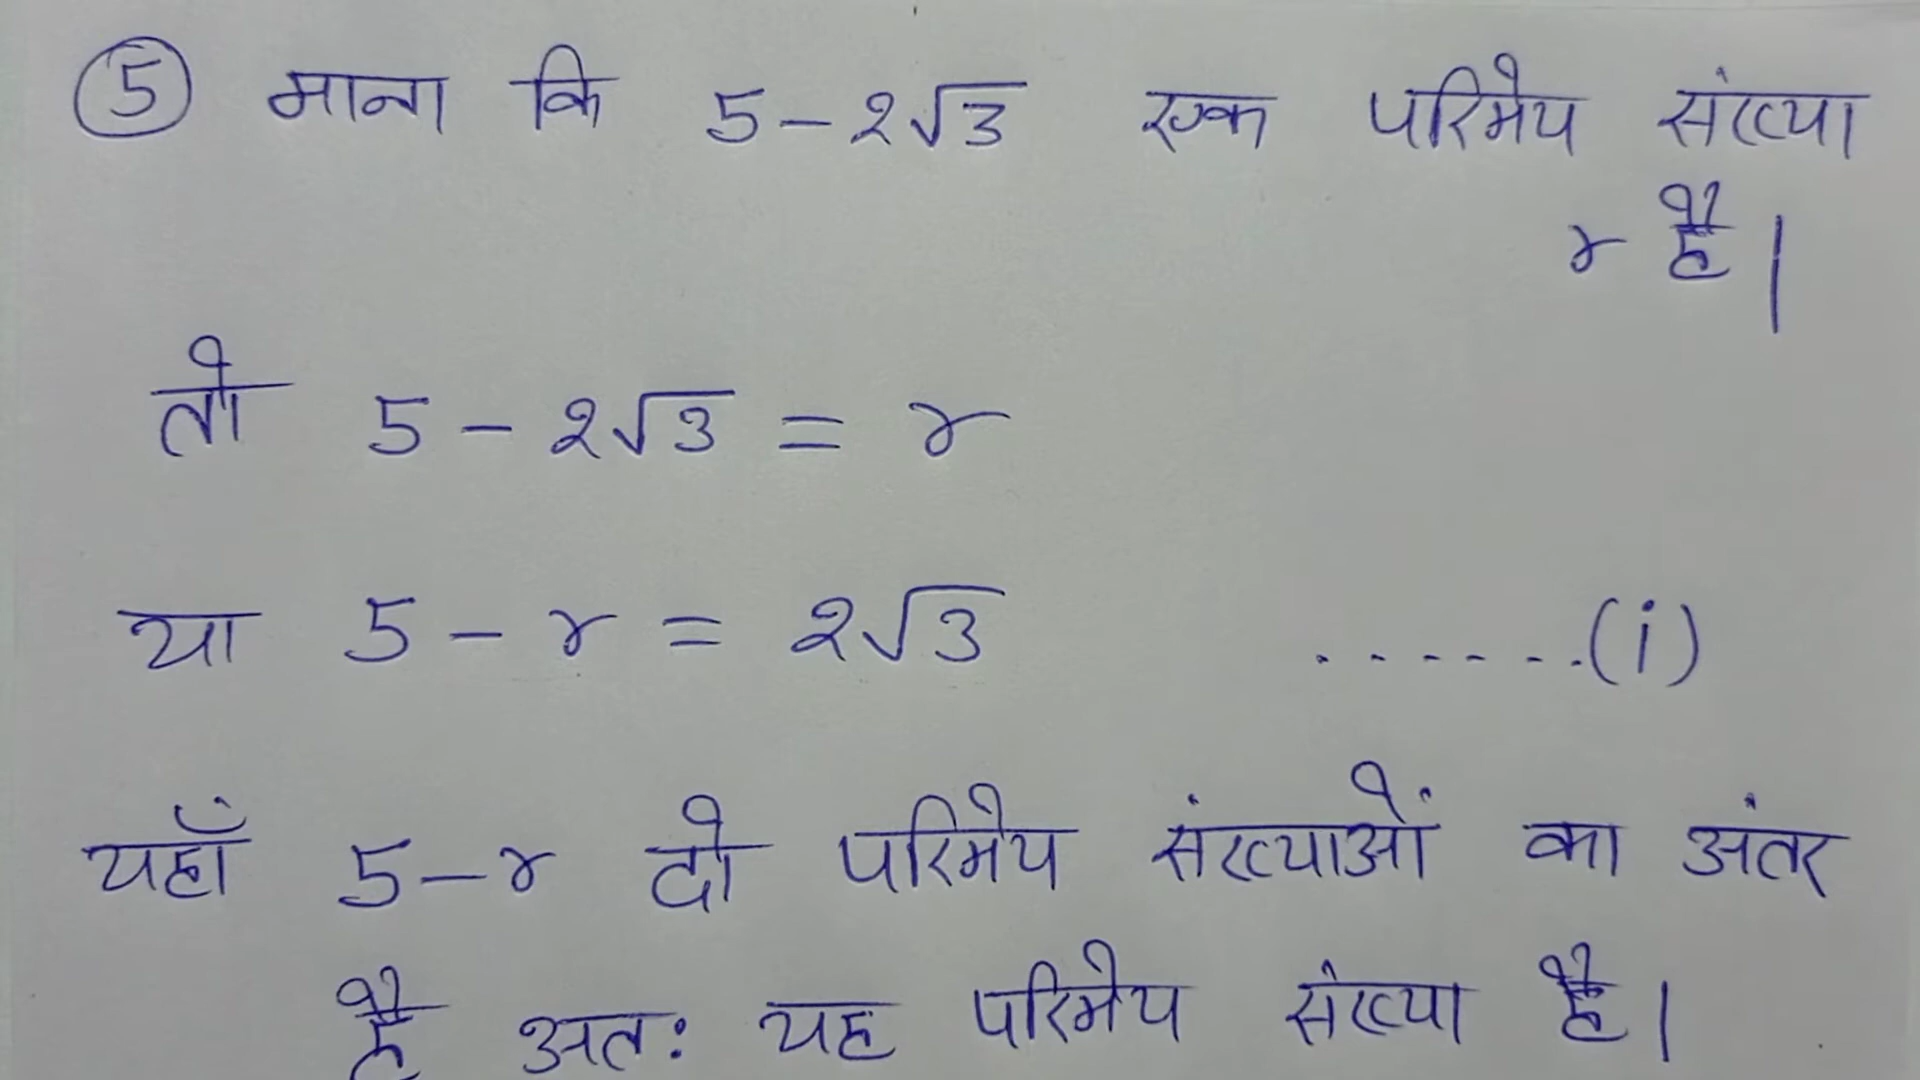 ⑤ माना कि 5-2√3 एक परिमेय संख्या
r है।
तो 5-2√3 = r
या 5-r = 2√3 .......(i)
यहाँ 5-r दो परिमेय संख्याओं का अंतर
है अतः यह परिमेय संख्या है।